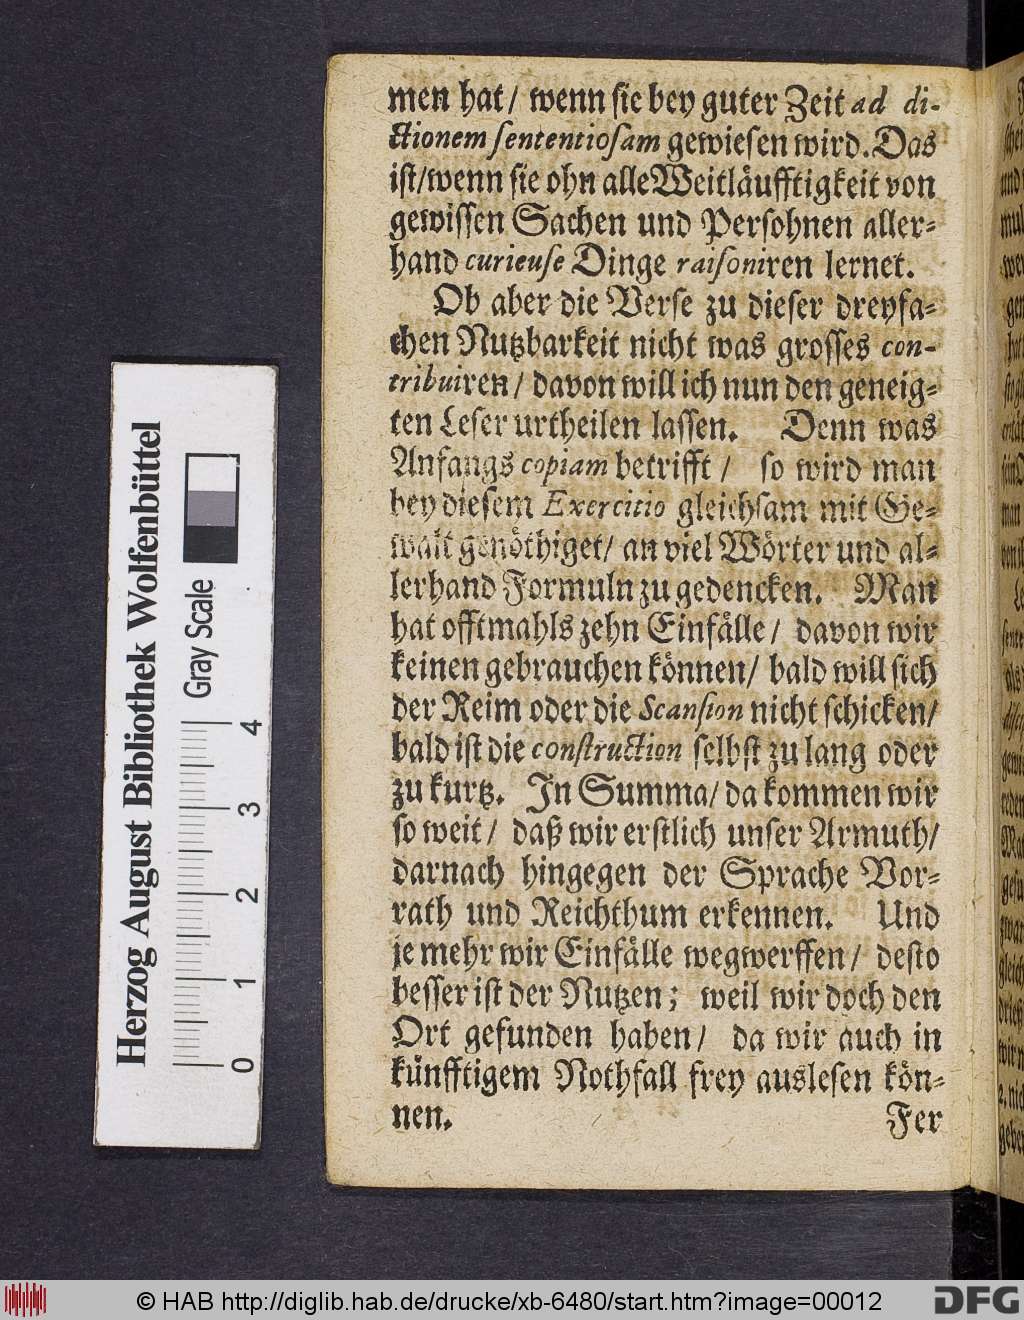 men hat/ wenn sie bey guter Zeit ad di-
ctionem sententiosam gewiesen wird. Das
ist/wenn sie ohn alle Weitläufftigkeit von
gewissen Sachen und Persohnen aller-
hand curieuse Dinge raisoniren lernet.
Ob aber die Verse zu dieser dreyfa-
chen Nutzbarkeit nicht was grosses con-
tribuiren/ davon will ich nun den geneig-
ten Leser urtheilen lassen. Denn was
Anfangs copiam betrifft/ so wird man
bey diesem Exercitio gleichsam mit Ge-
walt genöthiget/ an viel Wörter und al-
lerhand Formuln zu gedencken. Man
hat offtmahls zehn Einfälle/ davon wir
keinen gebrauchen können/ bald will sich
der Reim oder die Scansion nicht schicken/
bald ist die construction selbst zu lang oder
zu kurtz. In Summa/ da kommen wir
so weit/ daß wir erstlich unser Armuth/
darnach hingegen der Sprache Vor-
rath und Reichthum erkennen. Und
je mehr wir Einfälle wegwerffen/ desto
besser ist der Nutzen; weil wir doch den
Ort gefunden haben/ da wir auch in
künfftigem Nothfall frey auslesen kön-
nen.
Fer
Herzog August Bibliothek Wolfenbüttel
Gray Scale
0 1 2 3 4
© HAB http://diglib.hab.de/drucke/xb-6480/start.htm?image=00012
DFG